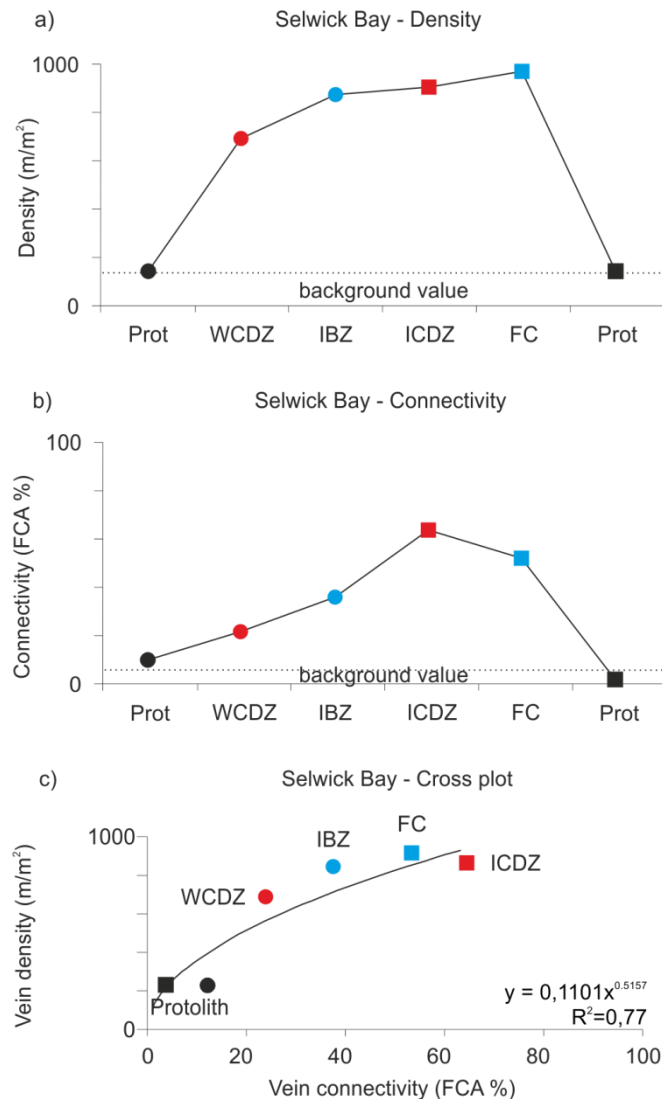 a) Selwick Bay - Density
1000
Density (m/m²)
background value
0
Prot WCDZ IBZ ICDZ FC Prot
b) Selwick Bay - Connectivity
100
Connectivity (FCA %)
background value
0
Prot WCDZ IBZ ICDZ FC Prot
c) Selwick Bay - Cross plot
1000
Vein density (m/m²)
FC
IBZ
ICDZ
WCDZ
Protolith
y = 0,1101x^0.5157
R²=0,77
0
0 20 40 60 80 100
Vein connectivity (FCA %)